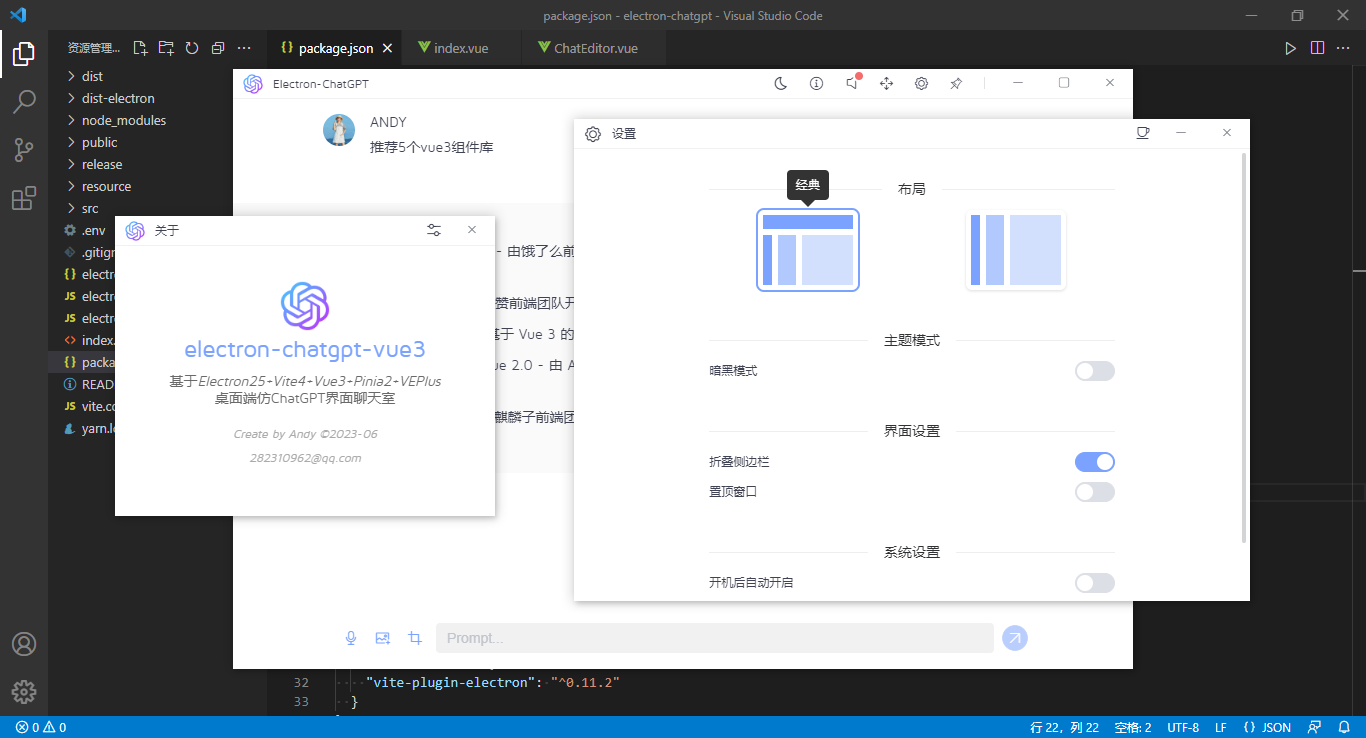 package.json - electron-chatgpt - Visual Studio Code
资源管理...
package.json
index.vue
ChatEditor.vue
dist
dist-electron
node_modules
public
release
resource
src
.env
.gitigr
electr
electr
electr
index.
packa
READ
vite.co
yarn.lo
Electron-ChatGPT
ANDY
推荐5个vue3组件库
- 由饿了么前
赞前端团队开
基于 Vue 3 的
ue 2.0 - 由 A
麒麟子前端团
Prompt...
关于
electron-chatgpt-vue3
基于Electron25+Vite4+Vue3+Pinia2+VEPlus
桌面端仿ChatGPT界面聊天室
Create by Andy ©2023-06
282310962@qq.com
设置
布局
经典
主题模式
暗黑模式
界面设置
折叠侧边栏
置顶窗口
系统设置
开机后自动开启
32 "vite-plugin-electron": "^0.11.2"
33 }
0 0
行 22，列 22 空格: 2 UTF-8 LF {} JSON